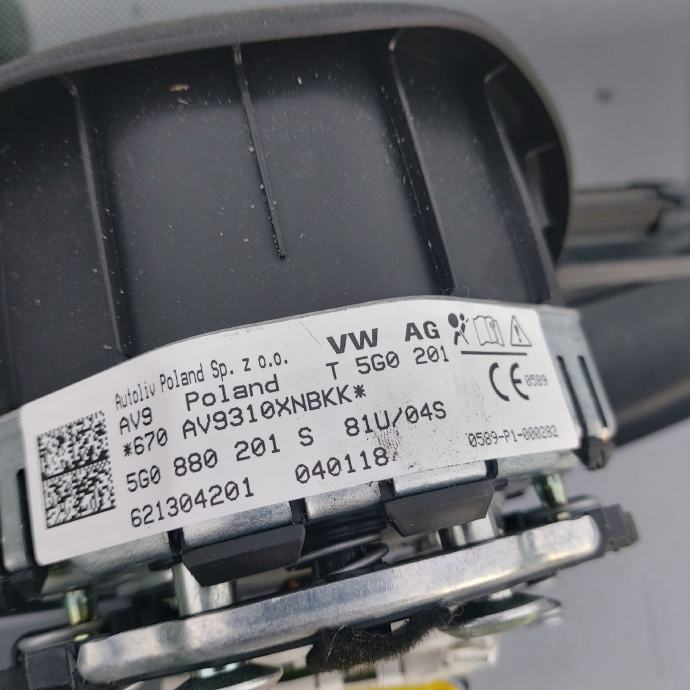 Autoliv Poland Sp. z o.o.
AV9 Poland
*670 AV9310XNBKK*
5G0 880 201 S 81U/04S
621304201 040118
VW AG
T 5G0 201
CE 0589
0589-P1-000282